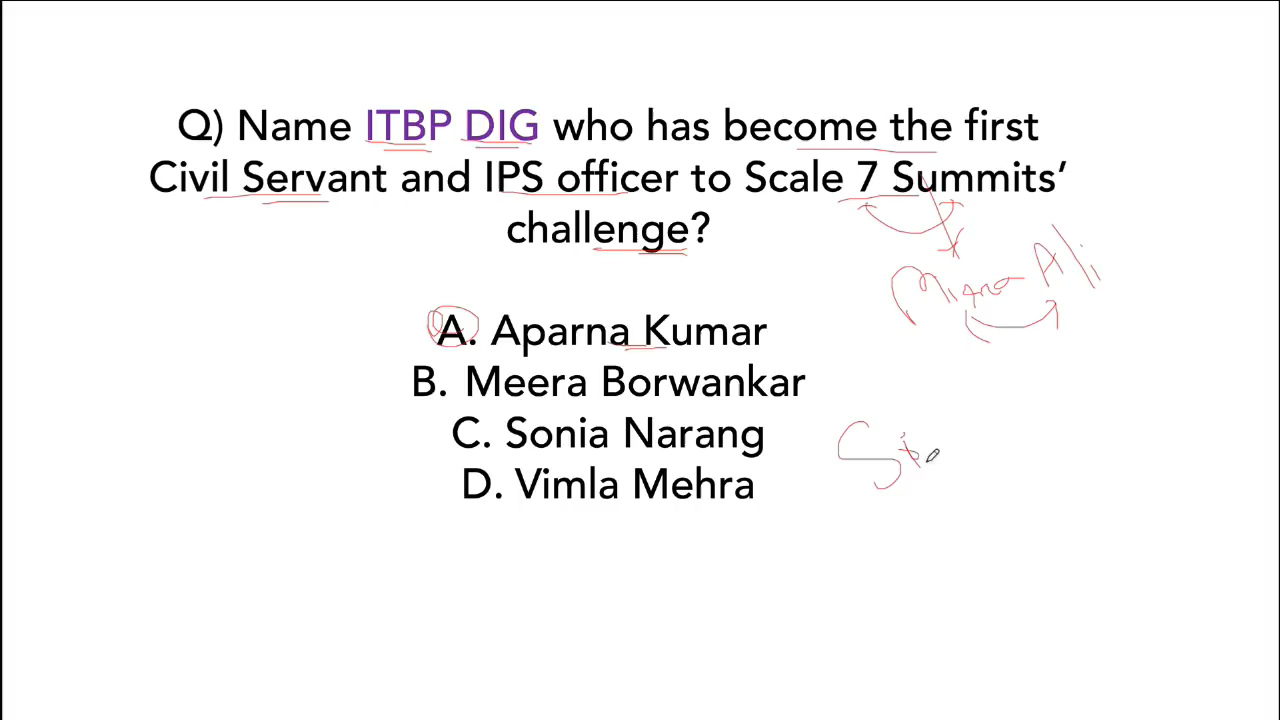 Q) Name ITBP DIG who has become the first
Civil Servant and IPS officer to Scale 7 Summits’
challenge?
Ali
A. Aparna Kumar
B. Meera Borwankar
C. Sonia Narang
D. Vimla Mehra